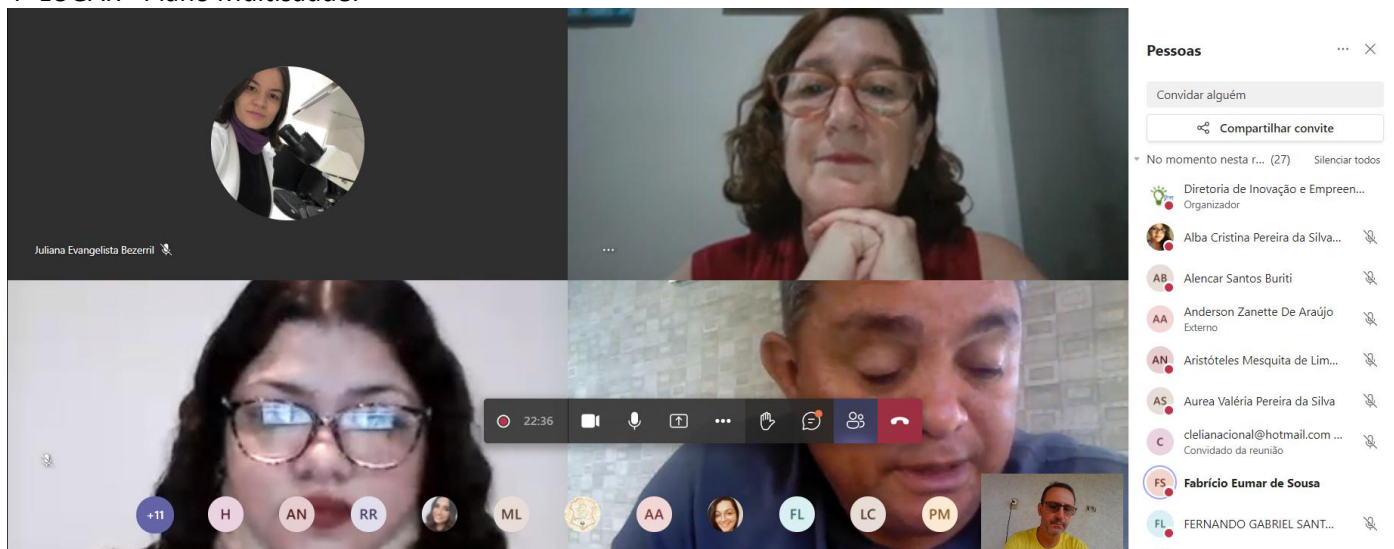 Pessoas
Convidar alguém
Compartilhar convite
No momento nesta r... (27) Silenciar todos
Diretoria de Inovação e Empreen...
Organizador
Alba Cristina Pereira da Silva...
AB Alencar Santos Buriti
AA Anderson Zanette De Araújo
Externo
AN Aristóteles Mesquita de Lim...
AS Aurea Valéria Pereira da Silva
C clelianacional@hotmail.com ...
Convidado da reunião
FS Fabrício Eumar de Sousa
FL FERNANDO GABRIEL SANT...
Juliana Evangelista Bezerril
...
22:36
+11 H AN RR ML AA FL LC PM